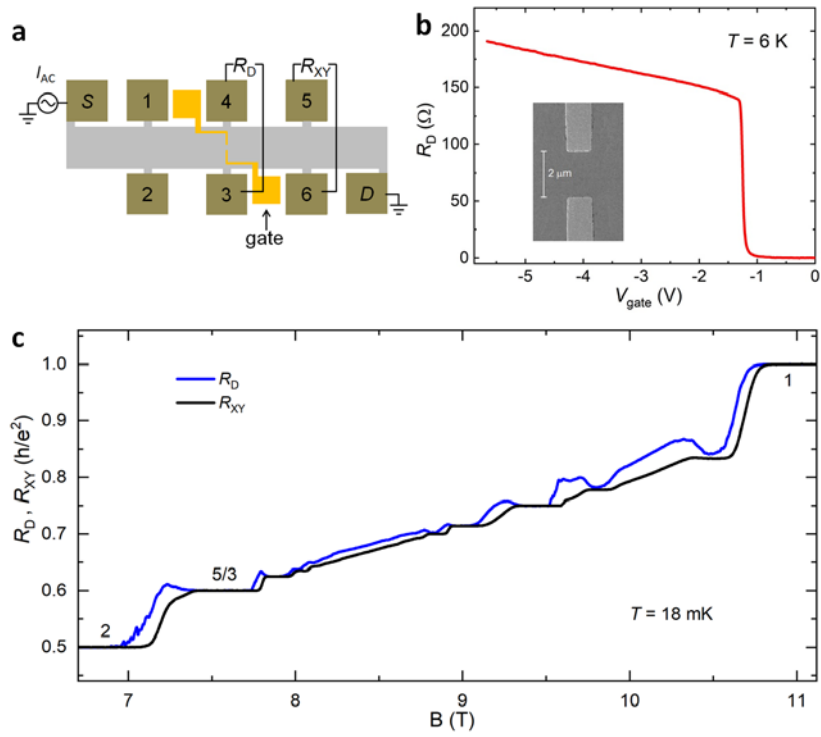 a
I_AC
S
1
4
R_D
R_XY
5
2
3
6
D
gate
b
T = 6 K
2 μm
R_D (Ω)
200
150
100
50
0
-5
-4
-3
-2
-1
0
V_gate (V)
c
R_D
R_XY
R_D , R_XY (h/e²)
1.0
0.9
0.8
0.7
0.6
0.5
2
5/3
1
T = 18 mK
7
8
9
10
11
B (T)